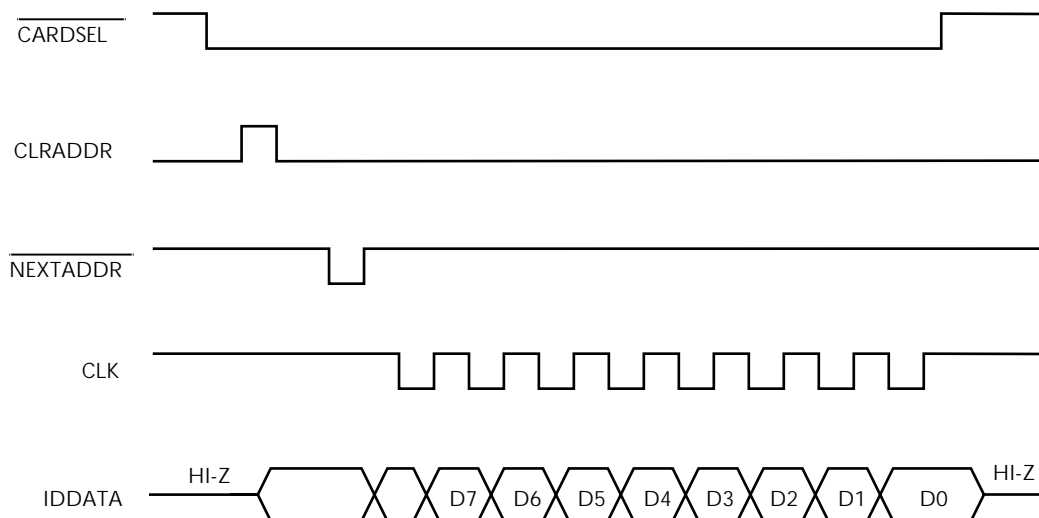 CARDSEL
CLRADDR
NEXTADDR
CLK
HI-Z HI-Z
IDDATA D7 D6 D5 D4 D3 D2 D1 D0